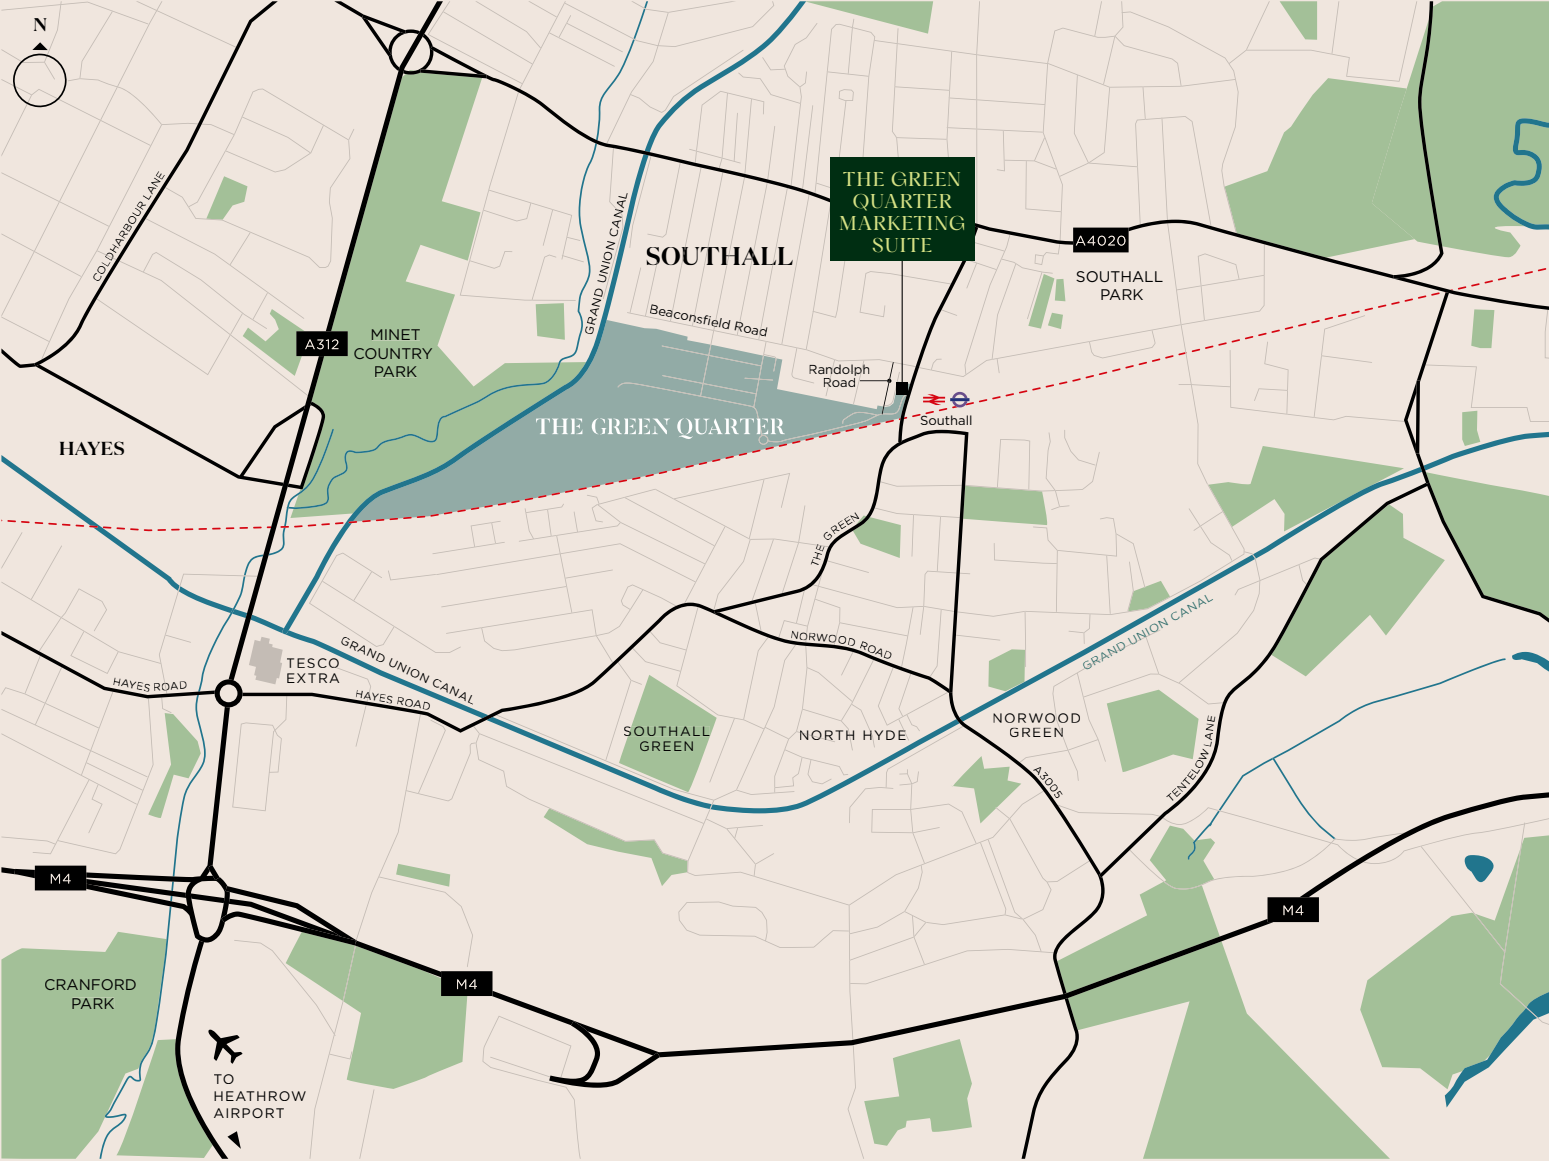 N
THE GREEN
QUARTER
MARKETING
SUITE
COLDHARBOUR LANE
GRAND UNION CANAL
SOUTHALL
A4020
SOUTHALL
PARK
Beaconsfield Road
A312
MINET
COUNTRY
PARK
Randolph
Road
Southall
THE GREEN QUARTER
HAYES
THE GREEN
GRAND UNION CANAL
NORWOOD ROAD
GRAND UNION CANAL
TESCO
EXTRA
HAYES ROAD
HAYES ROAD
SOUTHALL
GREEN
NORTH HYDE
NORWOOD
GREEN
TENTELOW LANE
A3005
M4
M4
M4
CRANFORD
PARK
TO
HEATHROW
AIRPORT